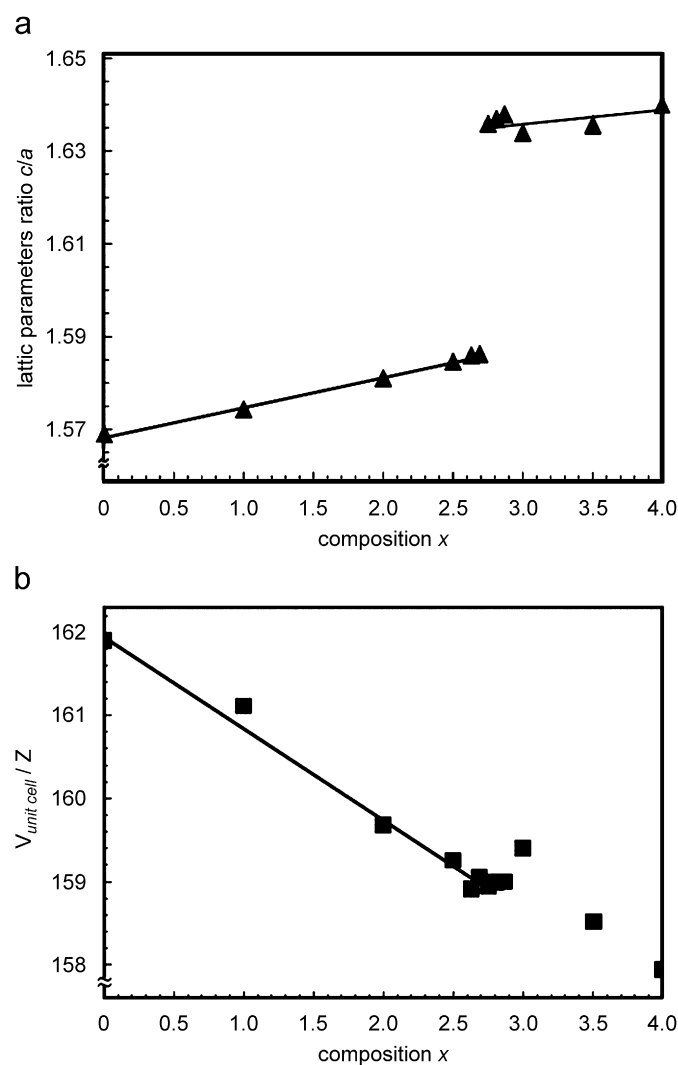 a
1.65
1.63
1.61
1.59
1.57
lattic parameters ratio c/a
0 0.5 1.0 1.5 2.0 2.5 3.0 3.5 4.0
composition x
b
162
161
160
159
158
Vunit cell / Z
0 0.5 1.0 1.5 2.0 2.5 3.0 3.5 4.0
composition x